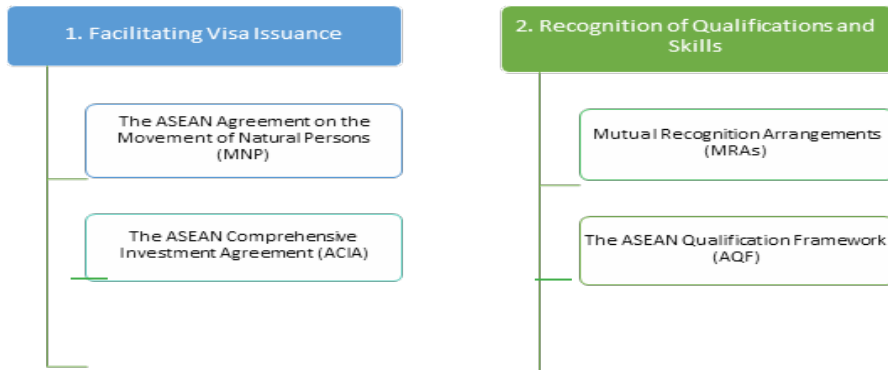 1. Facilitating Visa Issuance
The ASEAN Agreement on the
Movement of Natural Persons
(MNP)
The ASEAN Comprehensive
Investment Agreement (ACIA)
2. Recognition of Qualifications and
Skills
Mutual Recognition Arrangements
(MRAs)
The ASEAN Qualification Framework
(AQF)